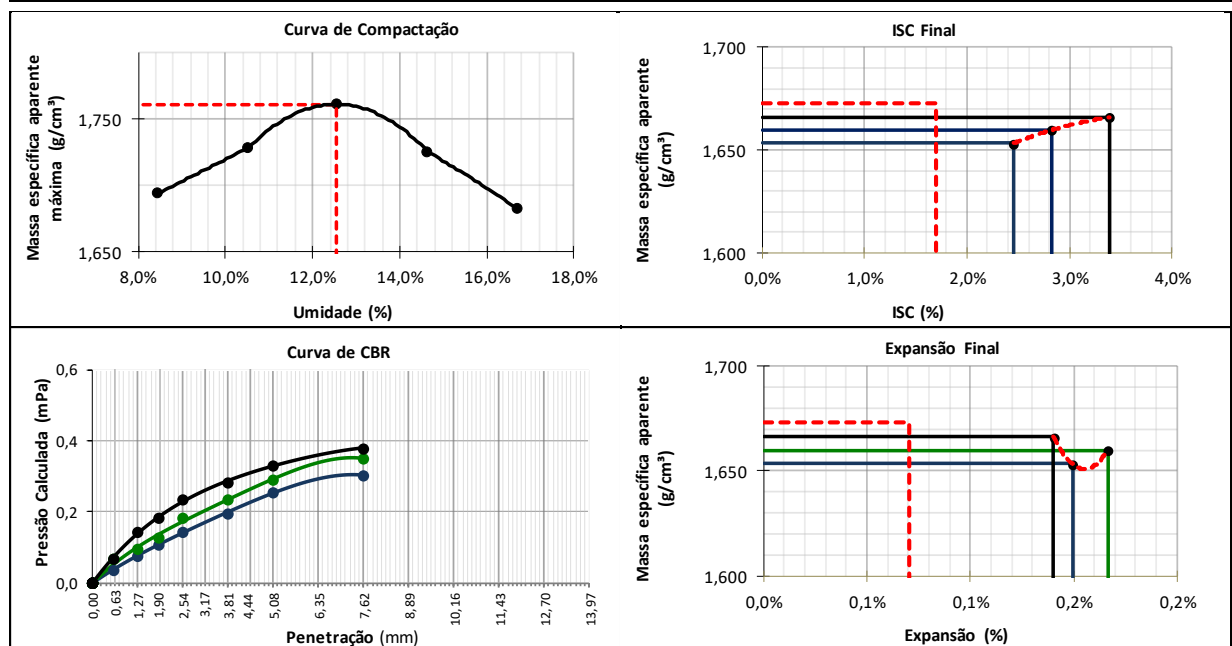 Curva de Compactação
Massa específica aparente
máxima (g/cm³)
1,750
1,650
8,0% 10,0% 12,0% 14,0% 16,0% 18,0%
Umidade (%)
ISC Final
Massa específica aparente
(g/cm³)
1,700
1,650
1,600
0,0% 1,0% 2,0% 3,0% 4,0%
ISC (%)
Curva de CBR
Pressão Calculada (mPa)
0,6
0,4
0,2
0,0
0,00 0,63 1,27 1,90 2,54 3,17 3,81 4,44 5,08 6,35 7,62 8,89 10,16 11,43 12,70 13,97
Penetração (mm)
Expansão Final
Massa específica aparente
(g/cm³)
1,700
1,650
1,600
0,0% 0,1% 0,1% 0,2% 0,2%
Expansão (%)